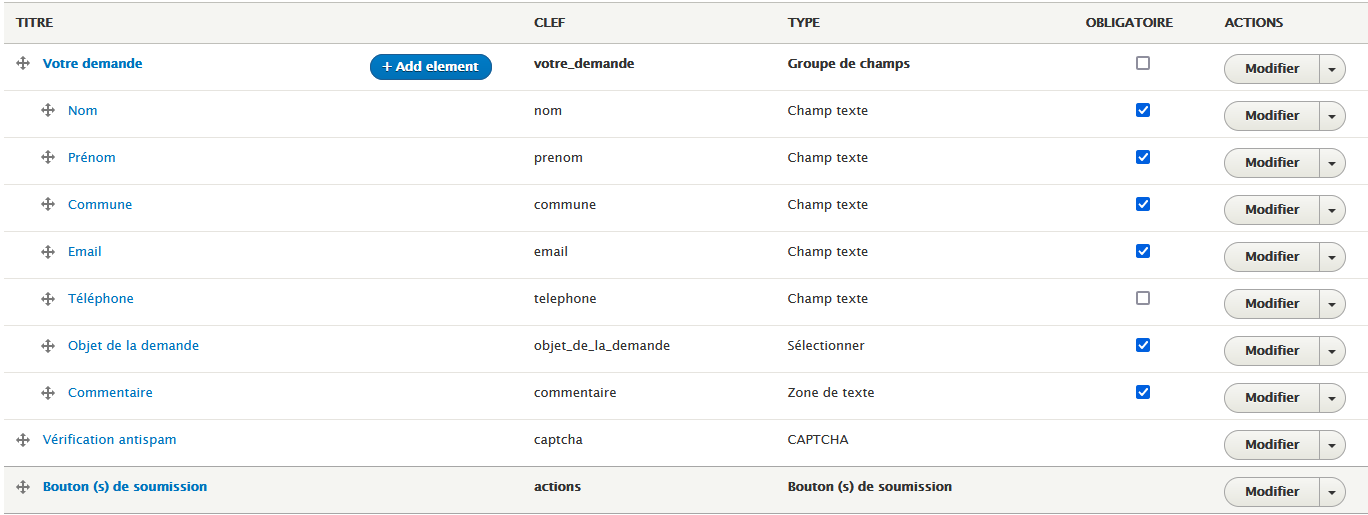 TITRE CLEF TYPE OBLIGATOIRE ACTIONS
Votre demande + Add element votre_demande Groupe de champs Modifier
Nom nom Champ texte Modifier
Prénom prenom Champ texte Modifier
Commune commune Champ texte Modifier
Email email Champ texte Modifier
Téléphone telephone Champ texte Modifier
Objet de la demande objet_de_la_demande Sélectionner Modifier
Commentaire commentaire Zone de texte Modifier
Vérification antispam captcha CAPTCHA Modifier
Bouton (s) de soumission actions Bouton (s) de soumission Modifier